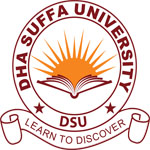 DHA SUFFA UNIVERSITY
DSU
LEARN TO DISCOVER